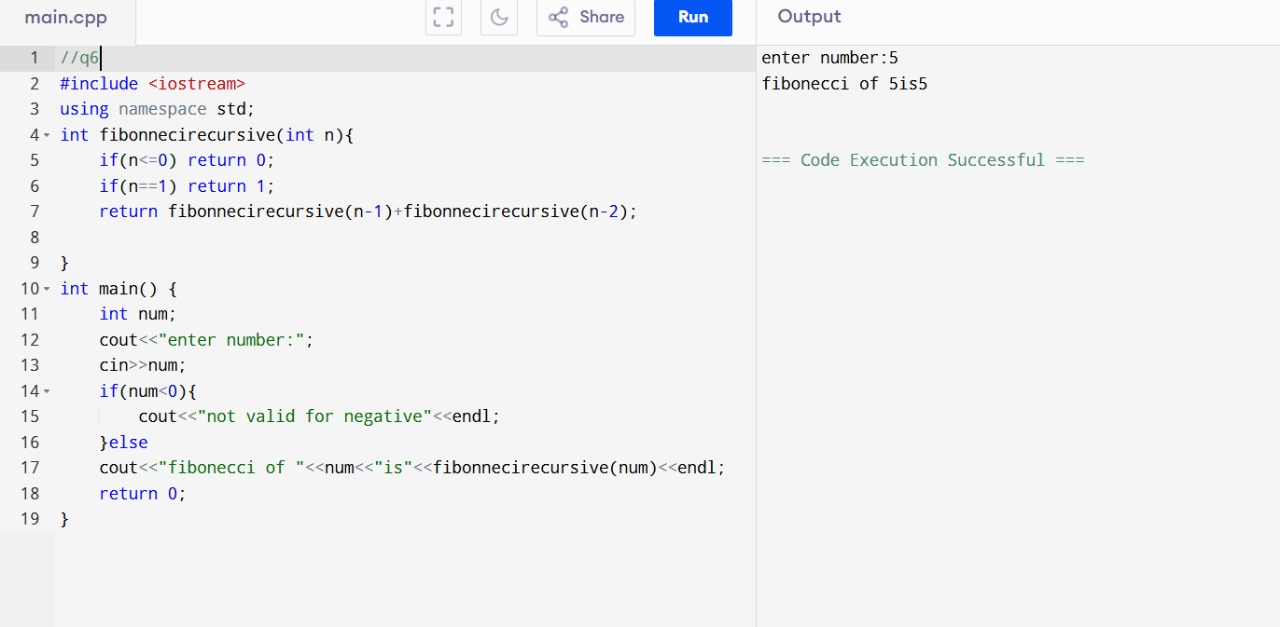 main.cpp
Share
Run
Output
1 //q6
2 #include <iostream>
3 using namespace std;
4 int fibonnecirecursive(int n){
5 if(n<=0) return 0;
6 if(n==1) return 1;
7 return fibonnecirecursive(n-1)+fibonnecirecursive(n-2);
8
9 }
10 int main() {
11 int num;
12 cout<<"enter number:";
13 cin>>num;
14 if(num<0){
15 cout<<"not valid for negative"<<endl;
16 }else
17 cout<<"fibonecci of "<<num<<"is"<<fibonnecirecursive(num)<<endl;
18 return 0;
19 }
enter number:5
fibonecci of 5is5
=== Code Execution Successful ===